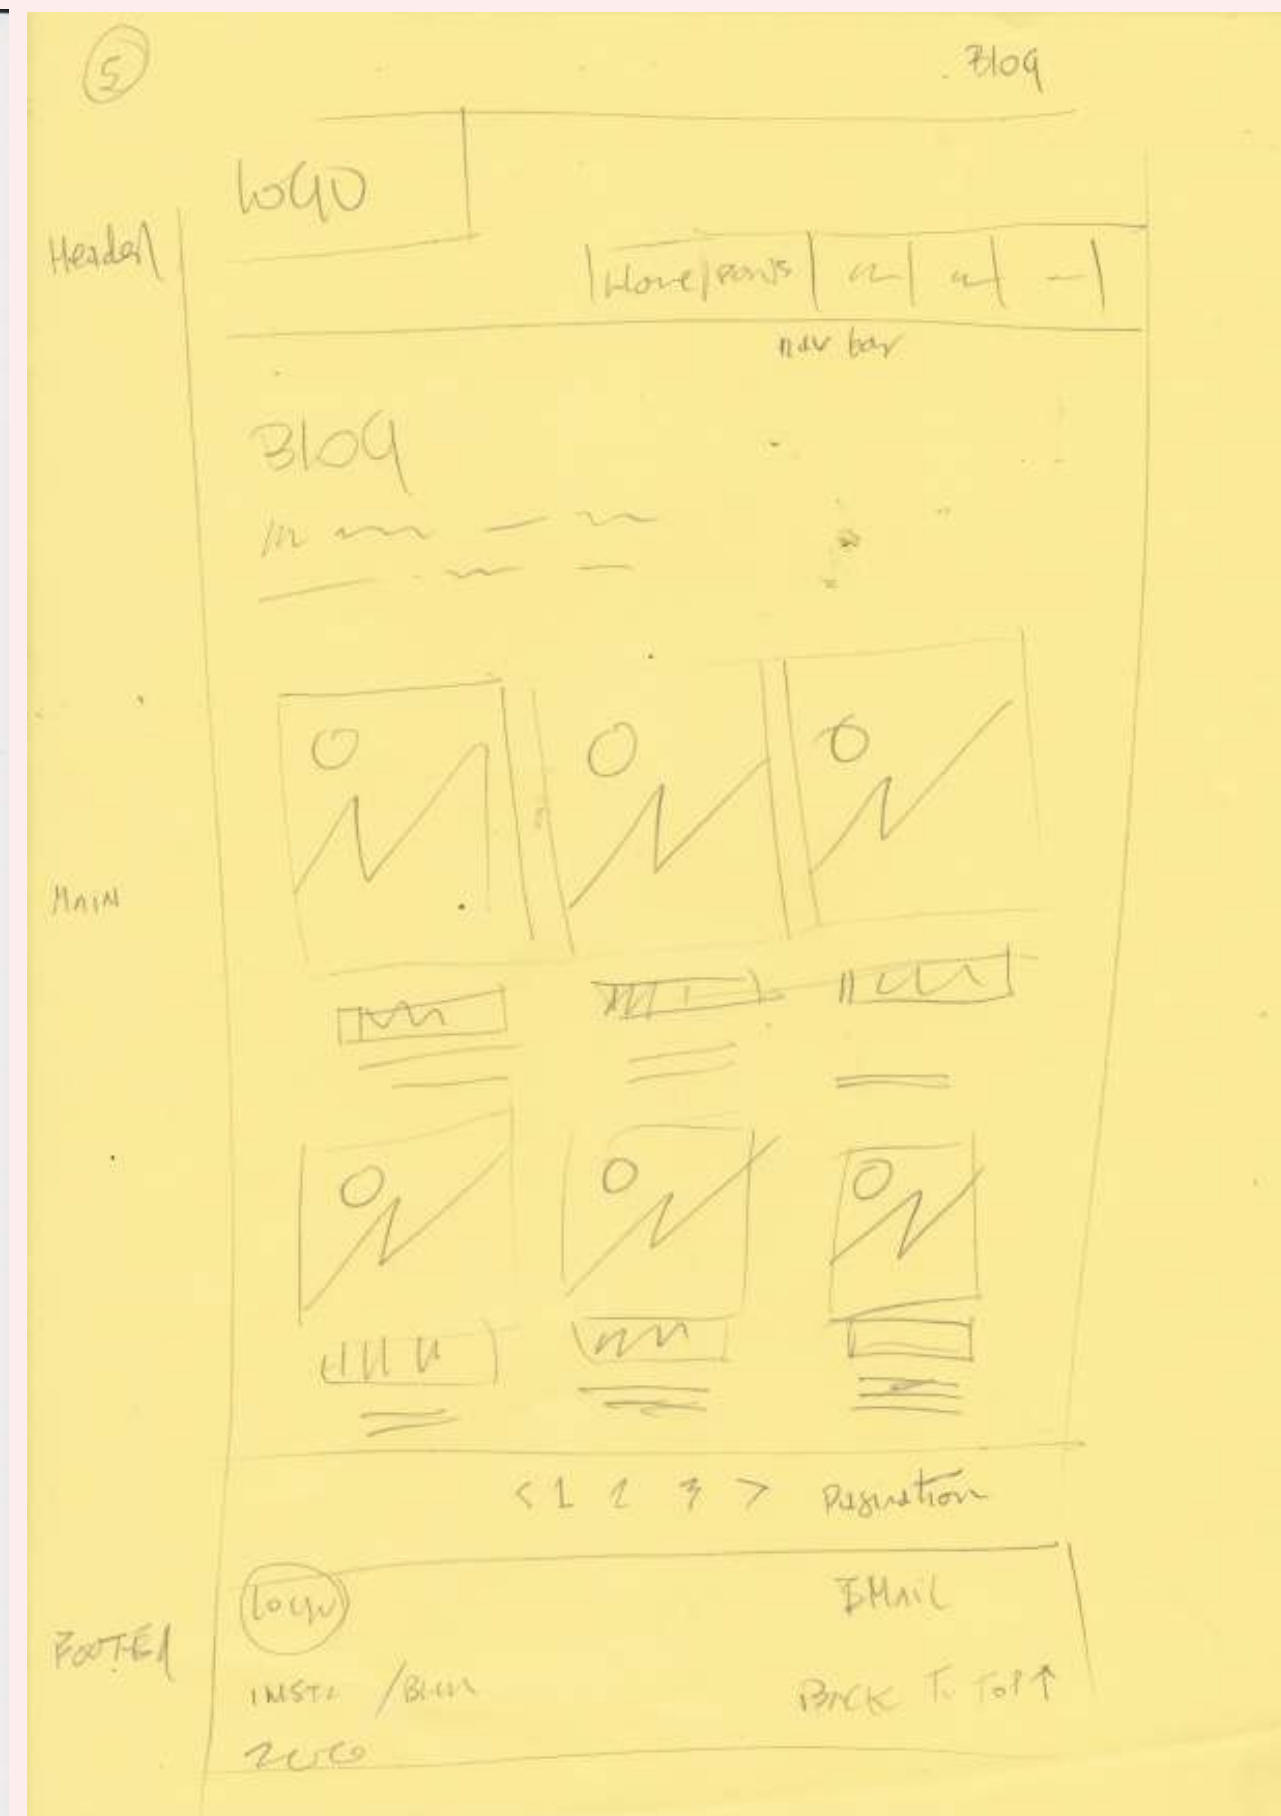 5
Blog
LOGO
Header
Home
nav bar
BLOG
MAIN
< 1 2 3 > Pagination
LOGO
EMAIL
FOOTER
INSTA /
BACK To TOP ↑